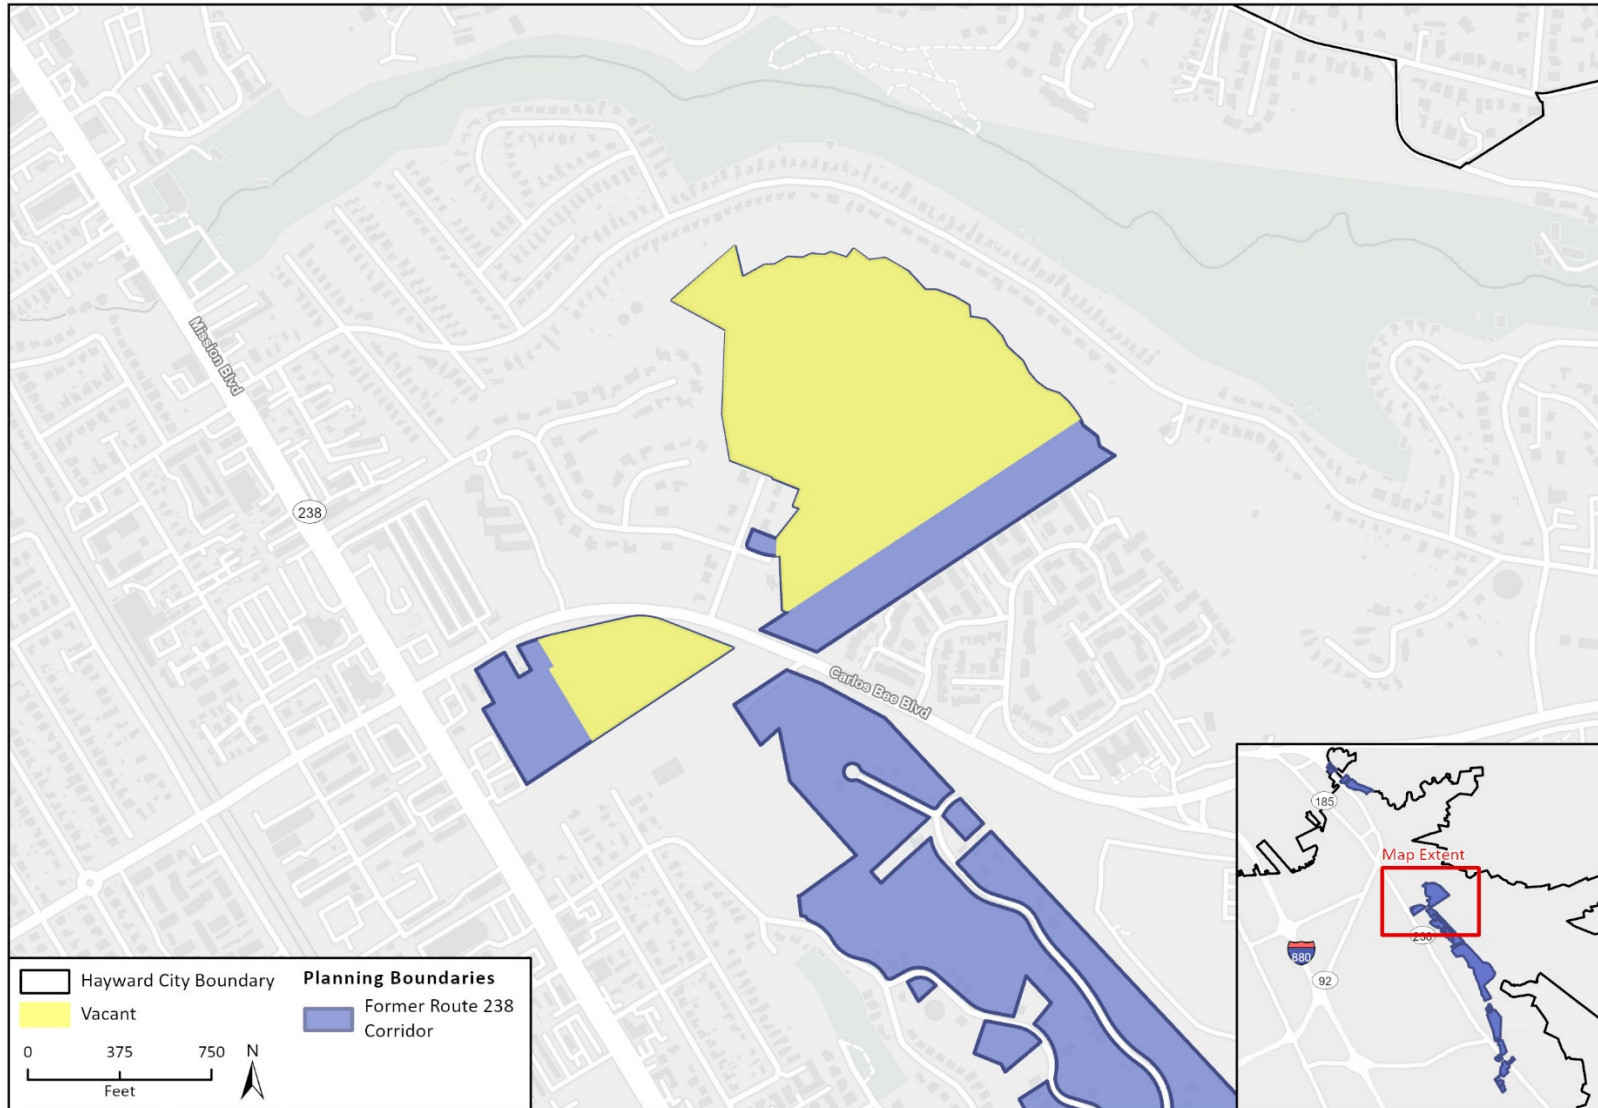 Mission Blvd
238
Carlos Bee Blvd
Hayward City Boundary
Vacant
0 375 750
Feet
N
Planning Boundaries
Former Route 238
Corridor
185
Map Extent
238
880
92